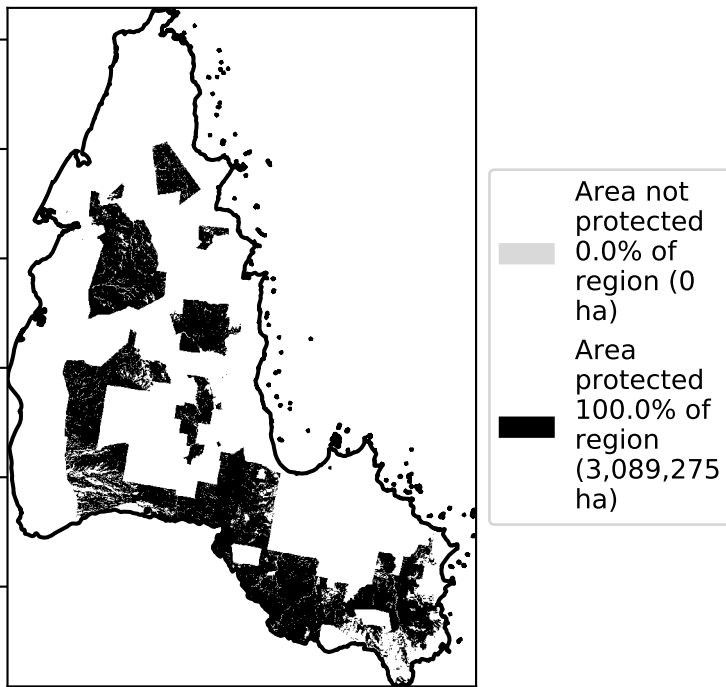 Area not
protected
0.0% of
region (0
ha)
Area
protected
100.0% of
region
(3,089,275
ha)